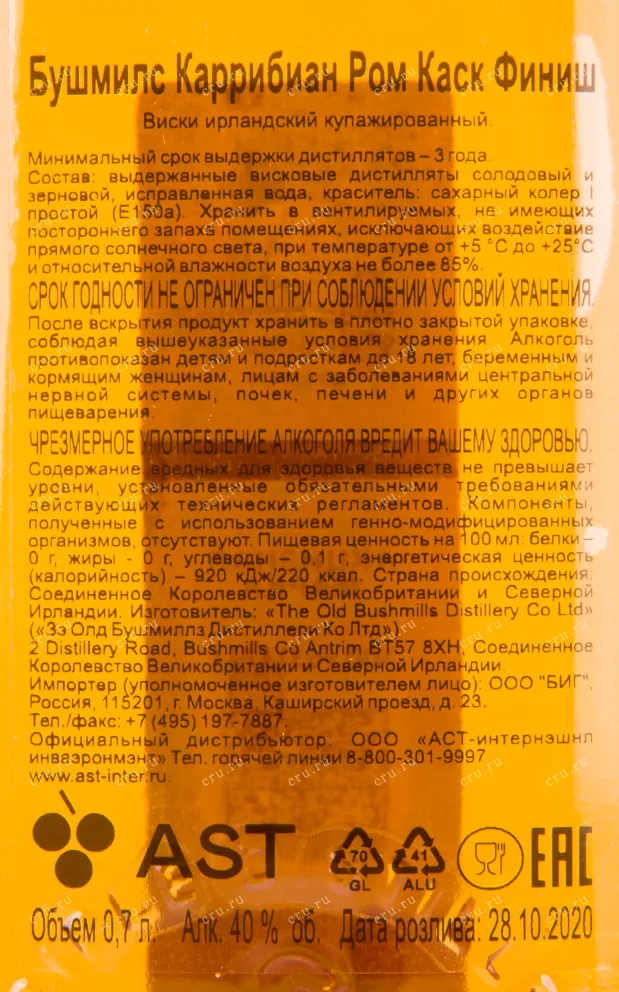 Бушмилс Каррибиан Ром Каск Финиш
Виски ирландский купажированный.
Минимальный срок выдержки дистиллятов – 3 года.
Состав: выдержанные висковые дистилляты солодовый и
зерновой, исправленная вода, краситель: сахарный колер I
простой (Е150а). Хранить в вентилируемых, не имеющих
постороннего запаха помещениях, исключающих воздействие
прямого солнечного света, при температуре от +5 °С до +25°С
и относительной влажности воздуха не более 85%.
СРОК ГОДНОСТИ НЕ ОГРАНИЧЕН ПРИ СОБЛЮДЕНИИ УСЛОВИЙ ХРАНЕНИЯ.
После вскрытия продукт хранить в плотно закрытой упаковке,
соблюдая вышеуказанные условия хранения. Алкоголь
противопоказан детям и подросткам до 18 лет, беременным и
кормящим женщинам, лицам с заболеваниями центральной
нервной системы, почек, печени и других органов
пищеварения.
ЧРЕЗМЕРНОЕ УПОТРЕБЛЕНИЕ АЛКОГОЛЯ ВРЕДИТ ВАШЕМУ ЗДОРОВЬЮ.
Содержание вредных для здоровья веществ не превышает
уровни, установленные обязательными требованиями
действующих технических регламентов. Компоненты,
полученные с использованием генно-модифицированных
организмов, отсутствуют. Пищевая ценность на 100 мл: белки –
0 г, жиры - 0 г, углеводы – 0,1 г; энергетическая ценность
(калорийность) – 920 кДж/220 ккал. Страна происхождения:
Соединенное Королевство Великобритании и Северной
Ирландии. Изготовитель: «The Old Bushmills Distillery Co Ltd»
(«Зэ Олд Бушмиллз Дистиллери Ко Лтд»)
2 Distillery Road, Bushmills Co Antrim BT57 8XH, Соединенное
Королевство Великобритании и Северной Ирландии.
Импортер (уполномоченное изготовителем лицо): ООО "БИГ",
Россия, 115201, г. Москва, Каширский проезд, д. 23.
Тел./факс: +7 (495) 197-7887.
Официальный дистрибьютор: ООО «АСТ-интернэшнл
инваэронмэнт» Тел. горячей линии 8-800-301-9997
www.ast-inter.ru.
AST 70 GL 41 ALU EAC
Объем 0,7 л. Алк. 40 % об. Дата розлива: 28.10.2020